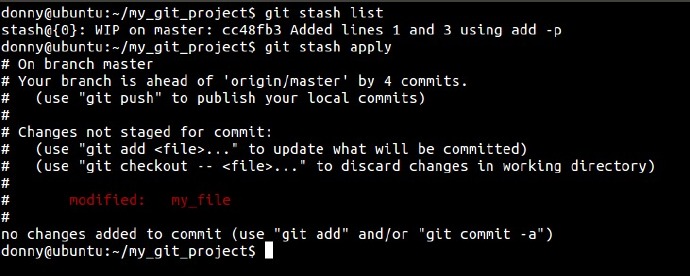 donny@ubuntu:~/my_git_project$ git stash list
stash@{0}: WIP on master: cc48fb3 Added lines 1 and 3 using add -p
donny@ubuntu:~/my_git_project$ git stash apply
# On branch master
# Your branch is ahead of 'origin/master' by 4 commits.
#   (use "git push" to publish your local commits)
#
# Changes not staged for commit:
#   (use "git add <file>..." to update what will be committed)
#   (use "git checkout -- <file>..." to discard changes in working directory)
#
#       modified:   my_file
#
no changes added to commit (use "git add" and/or "git commit -a")
donny@ubuntu:~/my_git_project$